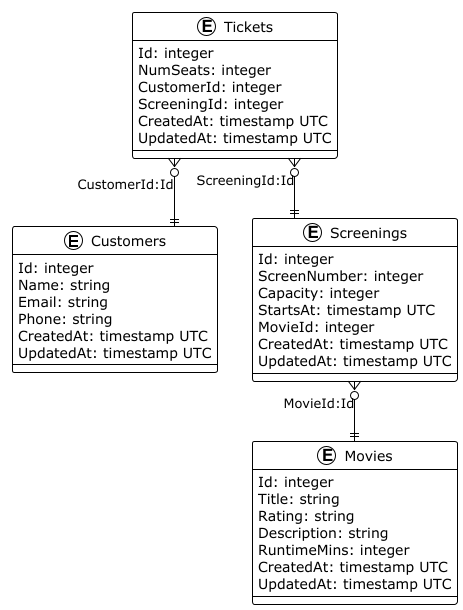 E Tickets
Id: integer
NumSeats: integer
CustomerId: integer
ScreeningId: integer
CreatedAt: timestamp UTC
UpdatedAt: timestamp UTC
CustomerId:Id
ScreeningId:Id
E Customers
Id: integer
Name: string
Email: string
Phone: string
CreatedAt: timestamp UTC
UpdatedAt: timestamp UTC
E Screenings
Id: integer
ScreenNumber: integer
Capacity: integer
StartsAt: timestamp UTC
MovieId: integer
CreatedAt: timestamp UTC
UpdatedAt: timestamp UTC
MovieId:Id
E Movies
Id: integer
Title: string
Rating: string
Description: string
RuntimeMins: integer
CreatedAt: timestamp UTC
UpdatedAt: timestamp UTC